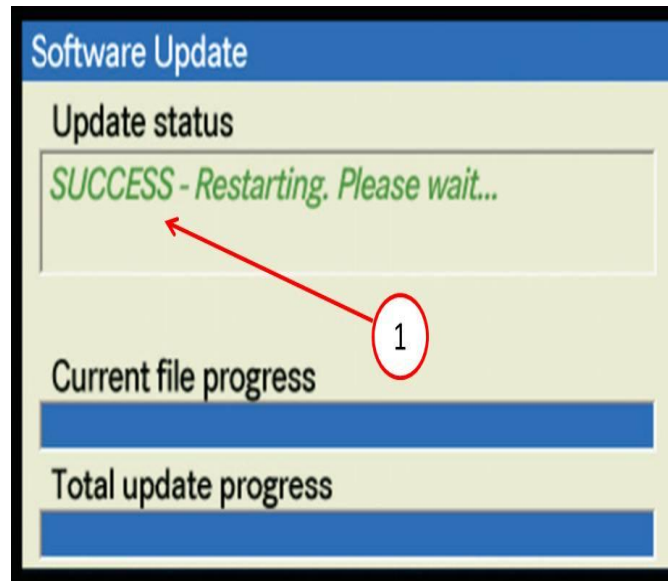 Software Update
Update status
SUCCESS - Restarting. Please wait...
1
Current file progress
Total update progress